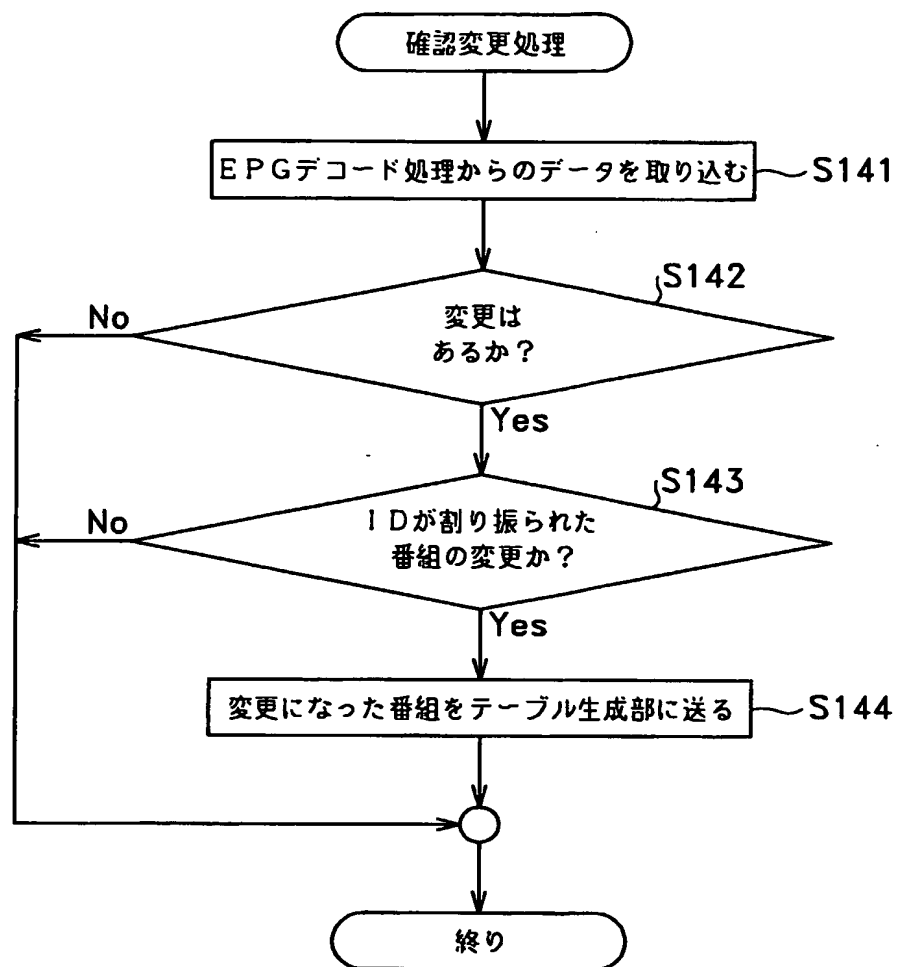 確認変更処理
EPGデコード処理からのデータを取り込む
S141
S142
変更は
あるか?
No
Yes
S143
IDが割り振られた
番組の変更か?
No
Yes
変更になった番組をテーブル生成部に送る
S144
終り